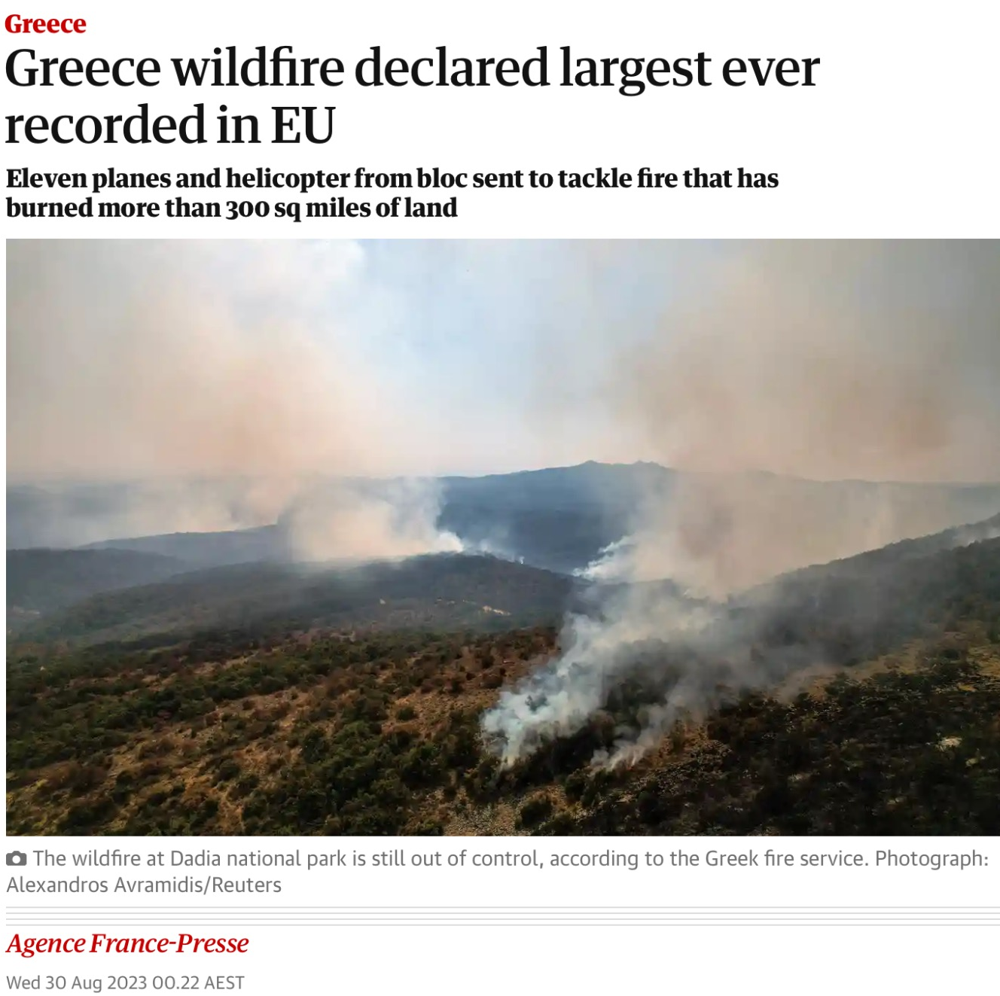 Greece
Greece wildfire declared largest ever
recorded in EU
Eleven planes and helicopter from bloc sent to tackle fire that has
burned more than 300 sq miles of land
The wildfire at Dadia national park is still out of control, according to the Greek fire service. Photograph:
Alexandros Avramidis/Reuters
Agence France-Presse
Wed 30 Aug 2023 00.22 AEST